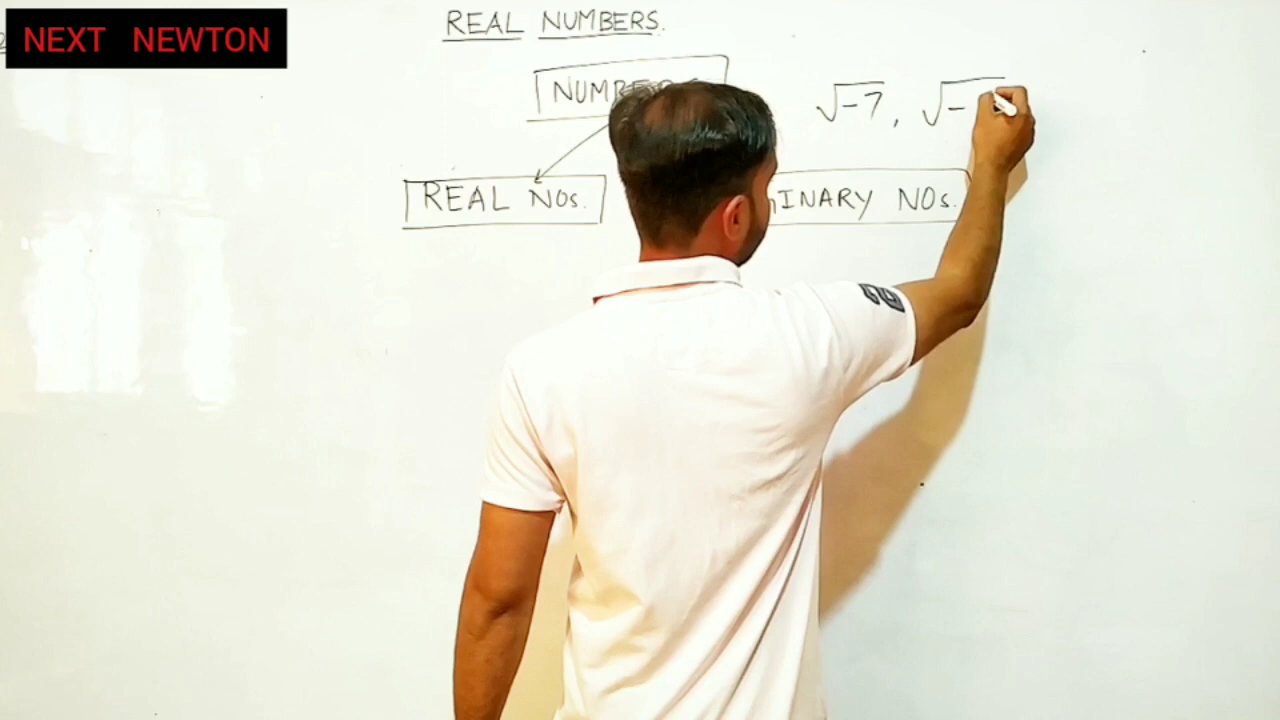 NEXT NEWTON
REAL NUMBERS.
√-7, √-
REAL NOs.
NOs.